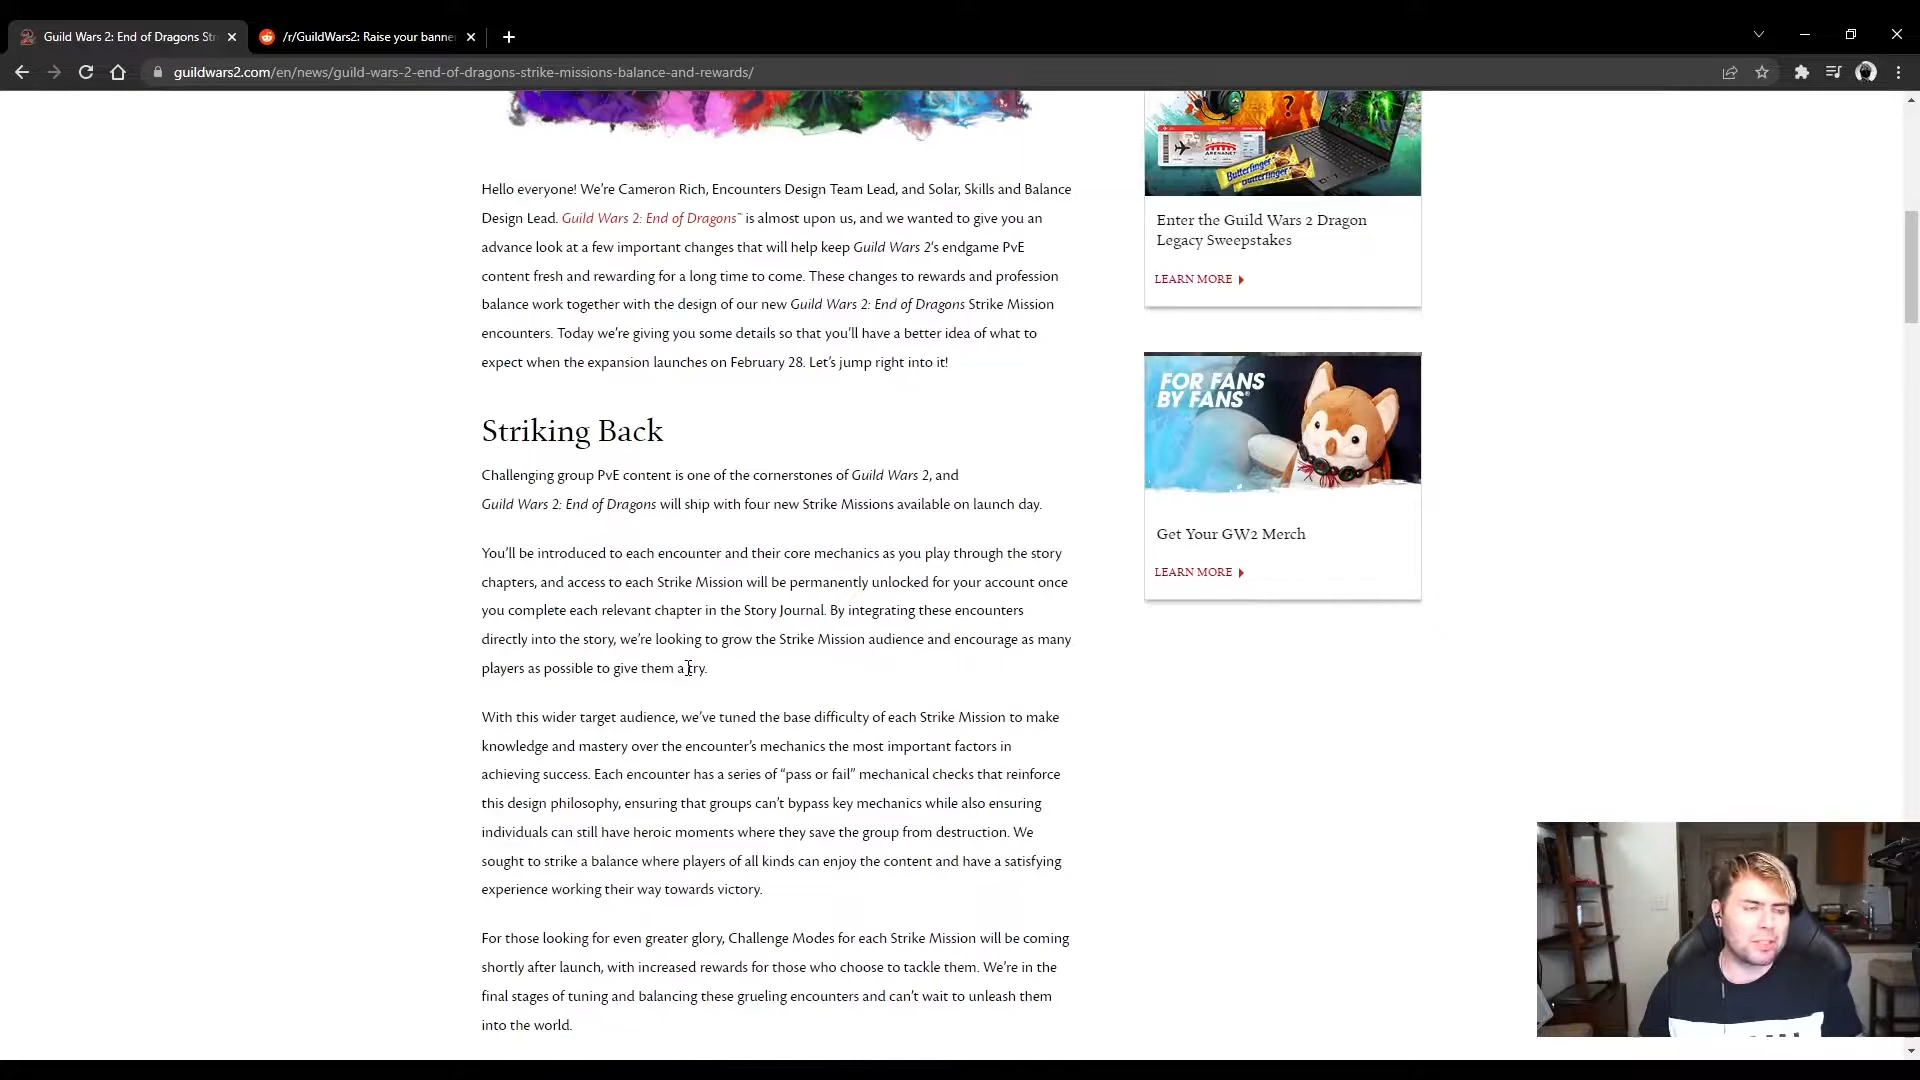 Guild Wars 2: End of Dragons Str
/r/GuildWars2: Raise your banne
guildwars2.com/en/news/guild-wars-2-end-of-dragons-strike-missions-balance-and-rewards/
Hello everyone! We’re Cameron Rich, Encounters Design Team Lead, and Solar, Skills and Balance
Design Lead. Guild Wars 2: End of Dragons™ is almost upon us, and we wanted to give you an
advance look at a few important changes that will help keep Guild Wars 2’s endgame PvE
content fresh and rewarding for a long time to come. These changes to rewards and profession
balance work together with the design of our new Guild Wars 2: End of Dragons Strike Mission
encounters. Today we’re giving you some details so that you’ll have a better idea of what to
expect when the expansion launches on February 28. Let’s jump right into it!
Striking Back
Challenging group PvE content is one of the cornerstones of Guild Wars 2, and
Guild Wars 2: End of Dragons will ship with four new Strike Missions available on launch day.
You’ll be introduced to each encounter and their core mechanics as you play through the story
chapters, and access to each Strike Mission will be permanently unlocked for your account once
you complete each relevant chapter in the Story Journal. By integrating these encounters
directly into the story, we’re looking to grow the Strike Mission audience and encourage as many
players as possible to give them a try.
With this wider target audience, we’ve tuned the base difficulty of each Strike Mission to make
knowledge and mastery over the encounter’s mechanics the most important factors in
achieving success. Each encounter has a series of “pass or fail” mechanical checks that reinforce
this design philosophy, ensuring that groups can’t bypass key mechanics while also ensuring
individuals can still have heroic moments where they save the group from destruction. We
sought to strike a balance where players of all kinds can enjoy the content and have a satisfying
experience working their way towards victory.
For those looking for even greater glory, Challenge Modes for each Strike Mission will be coming
shortly after launch, with increased rewards for those who choose to tackle them. We’re in the
final stages of tuning and balancing these grueling encounters and can’t wait to unleash them
into the world.
?
ARENANET
Butterfinger
Enter the Guild Wars 2 Dragon
Legacy Sweepstakes
LEARN MORE
FOR FANS
BY FANS®
Get Your GW2 Merch
LEARN MORE